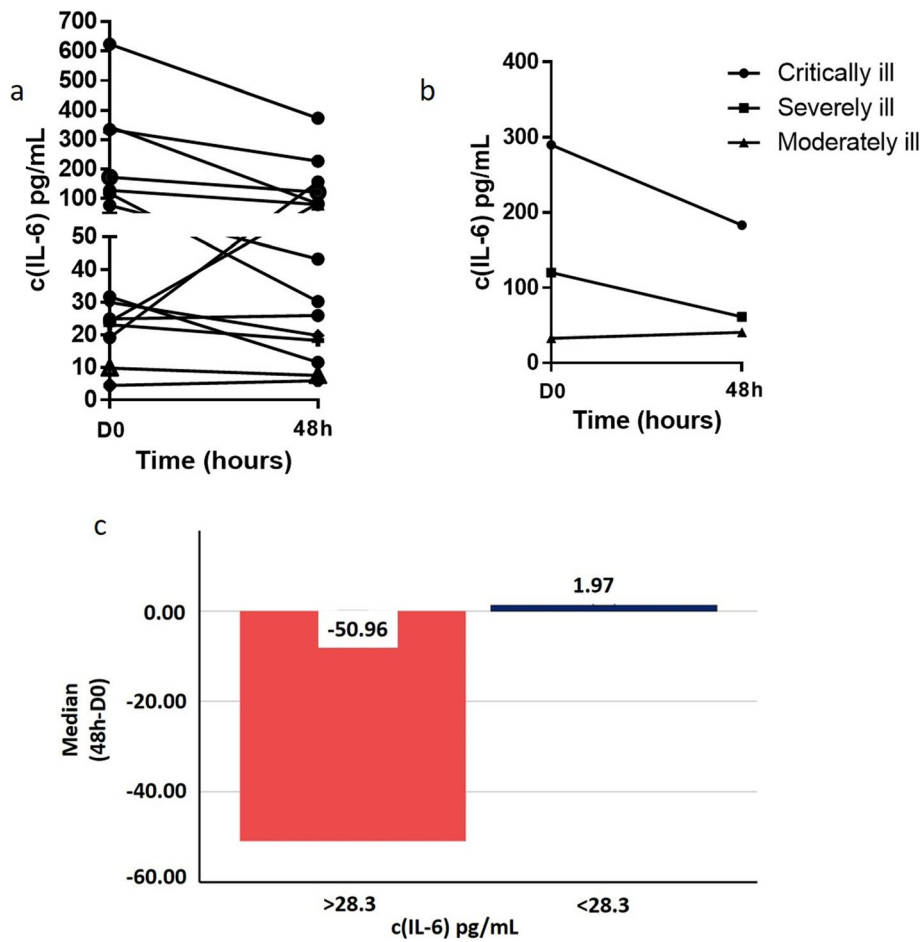 a
c(IL-6) pg/mL
700
600
500
400
300
200
100
50
40
30
20
10
0
D0
48h
Time (hours)
b
c(IL-6) pg/mL
400
300
200
100
0
D0
48h
Time (hours)
Critically ill
Severely ill
Moderately ill
c
Median
(48h-D0)
0.00
-20.00
-40.00
-60.00
-50.96
1.97
>28.3
<28.3
c(IL-6) pg/mL